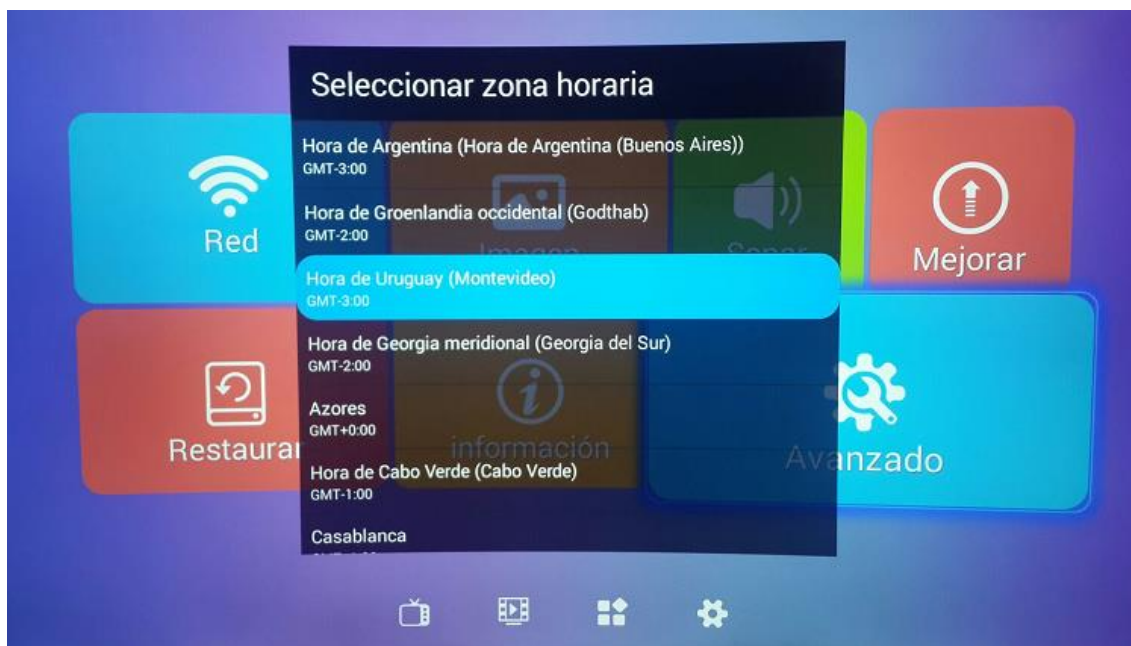 Seleccionar zona horaria
Hora de Argentina (Hora de Argentina (Buenos Aires))
GMT-3:00
Hora de Groenlandia occidental (Godthab)
GMT-2:00
Hora de Uruguay (Montevideo)
GMT-3:00
Hora de Georgia meridional (Georgia del Sur)
GMT-2:00
Azores
GMT+0:00
Hora de Cabo Verde (Cabo Verde)
GMT-1:00
Casablanca
Red
Imagen
Sonar
Mejorar
Restaurar
información
Avanzado